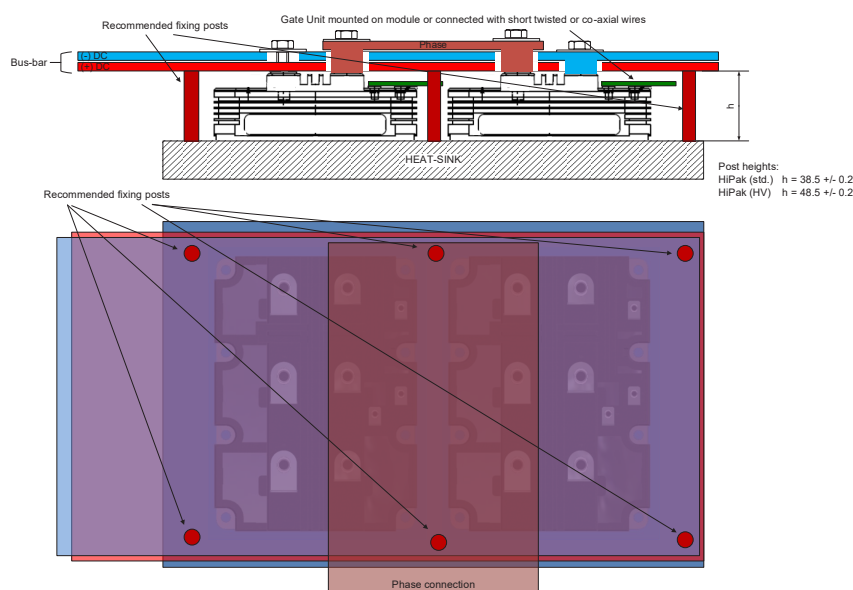 Recommended fixing posts
Gate Unit mounted on module or connected with short twisted or co-axial wires
Phase
Bus-bar
(-) DC
(+) DC
h
HEAT-SINK
Post heights:
HiPak (std.) h = 38.5 +/- 0.2
HiPak (HV) h = 48.5 +/- 0.2
Recommended fixing posts
Phase connection